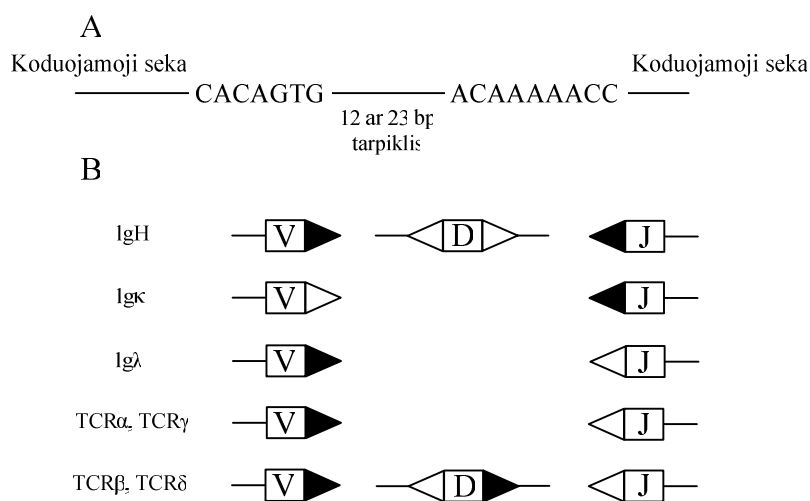 A
Koduojamoji seka
Koduojamoji seka
CACAGTG
ACAAAAACC
12 ar 23 bp
tarpiklis
B
IgH
V
D
J
Igκ
V
J
Igλ
V
J
TCRα, TCRγ
V
J
TCRβ, TCRδ
V
D
J